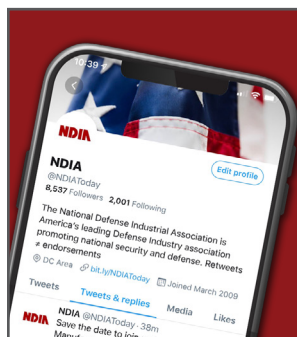 10:39
NDIA
Edit profile
NDIA
@NDIAToday
8,537 Followers 2,001 Following
The National Defense Industrial Association is
America's leading Defense Industry association
promoting national security and defense. Retweets
≠ endorsements
DC Area bit.ly/NDIAToday Joined March 2009
Tweets Tweets & replies Media Likes
NDIA NDIA @NDIAToday · 38m
Save the date to join